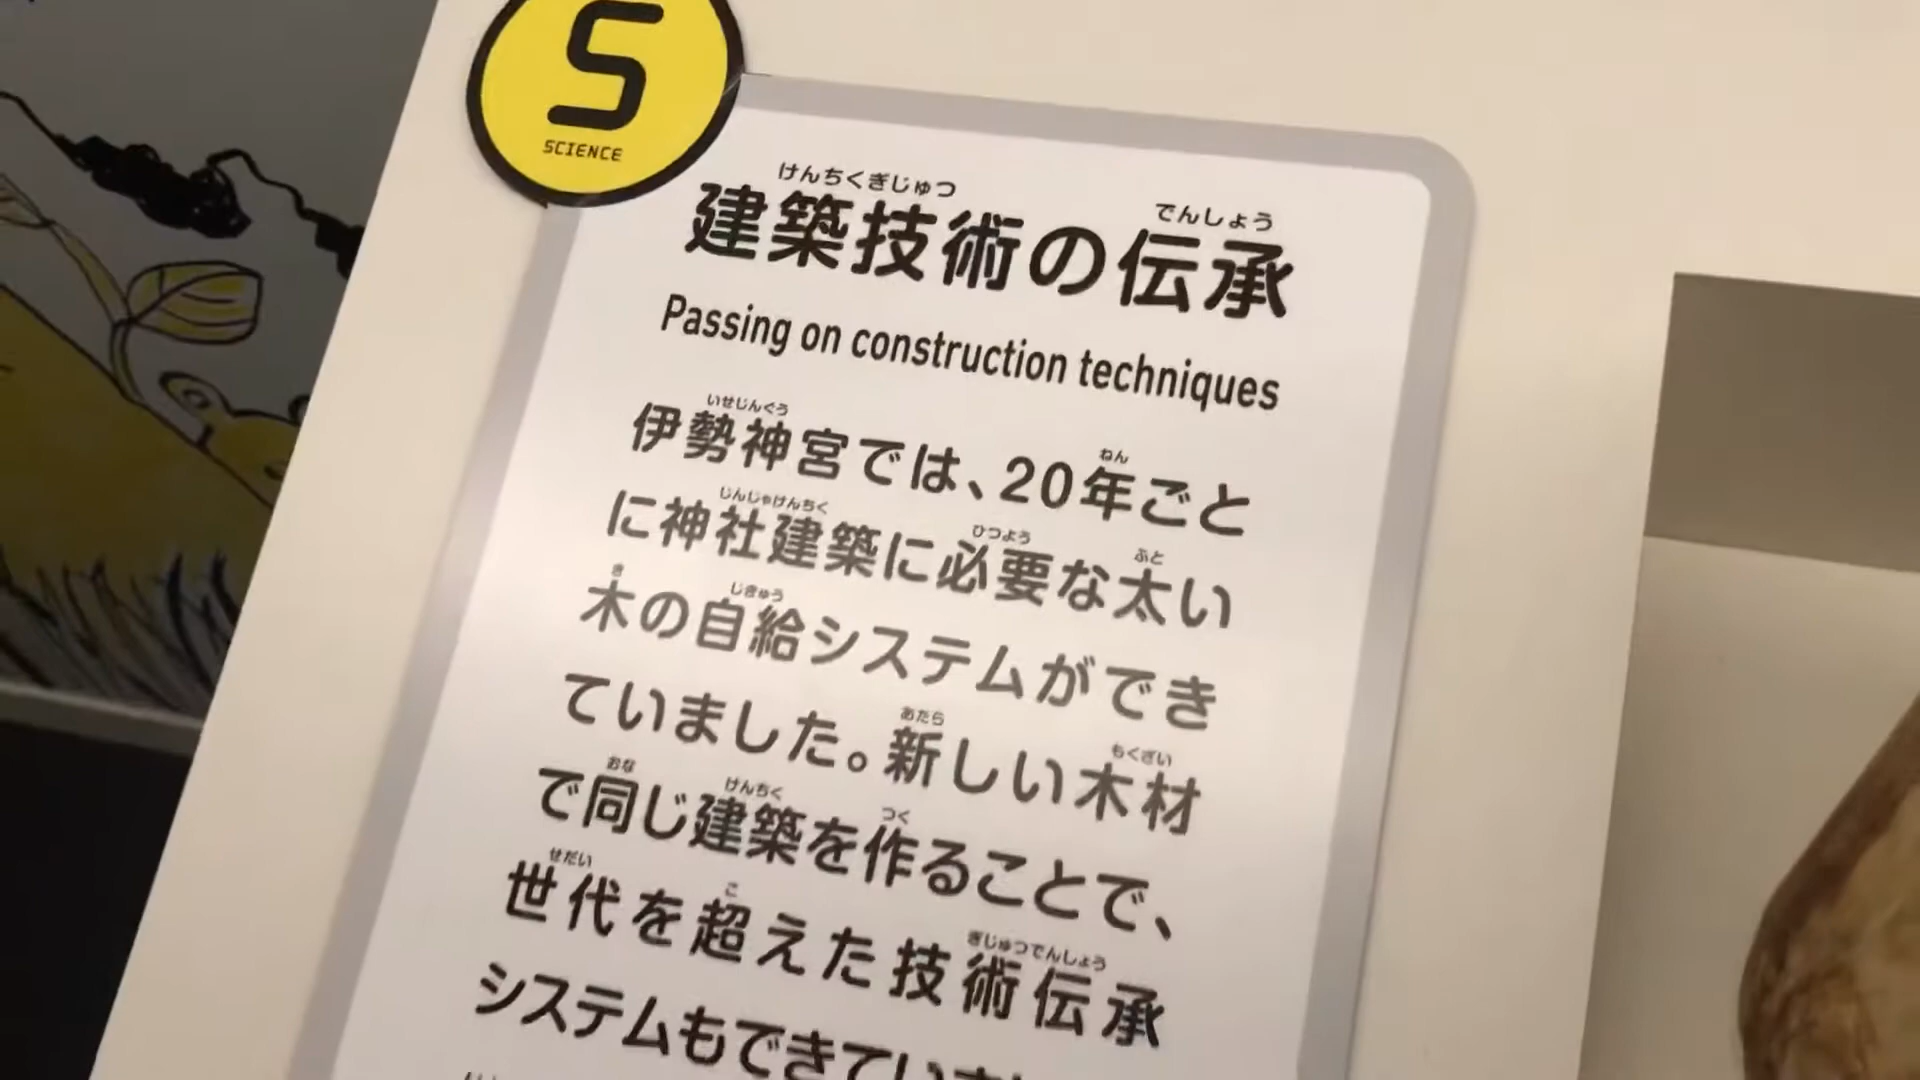 S
SCIENCE
けんちくぎじゅつ でんしょう
建築技術の伝承
Passing on construction techniques
いせじんぐう ねん
伊勢神宮では、20年ごと
じんじゃけんちく ひつよう ふと
に神社建築に必要な太い
き じきゅう
木の自給システムができ
あたら もくざい
ていました。新しい木材
おな けんちく つく
で同じ建築を作ることで、
せだい こ ぎじゅつでんしょう
世代を超えた技術伝承
システムもできてい